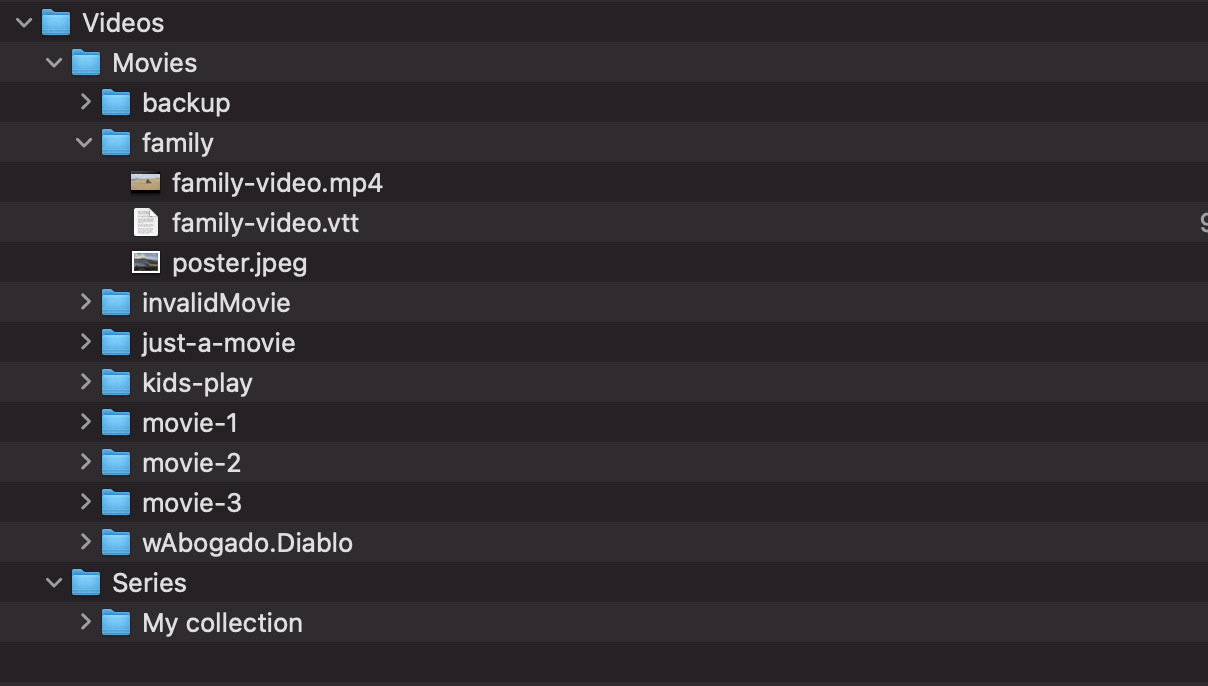 Videos
Movies
backup
family
family-video.mp4
family-video.vtt
poster.jpeg
invalidMovie
just-a-movie
kids-play
movie-1
movie-2
movie-3
wAbogado.Diablo
Series
My collection